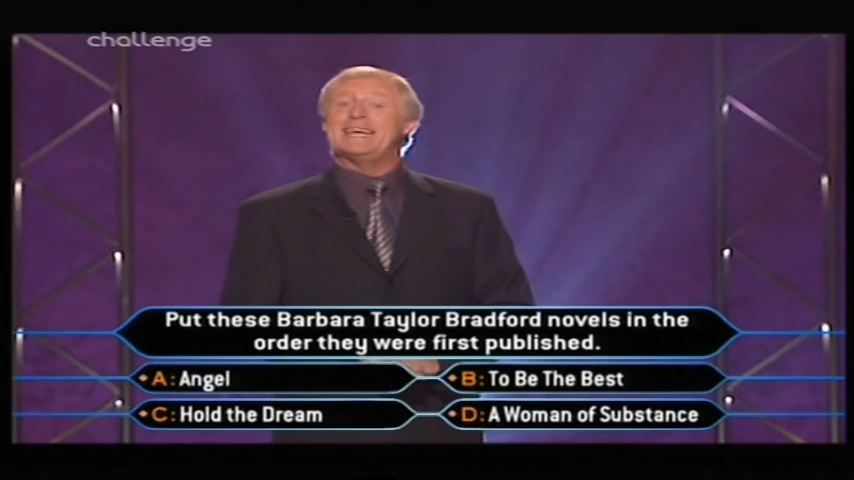 challenge
Put these Barbara Taylor Bradford novels in the
order they were first published.
A: Angel
B: To Be The Best
C: Hold the Dream
D: A Woman of Substance